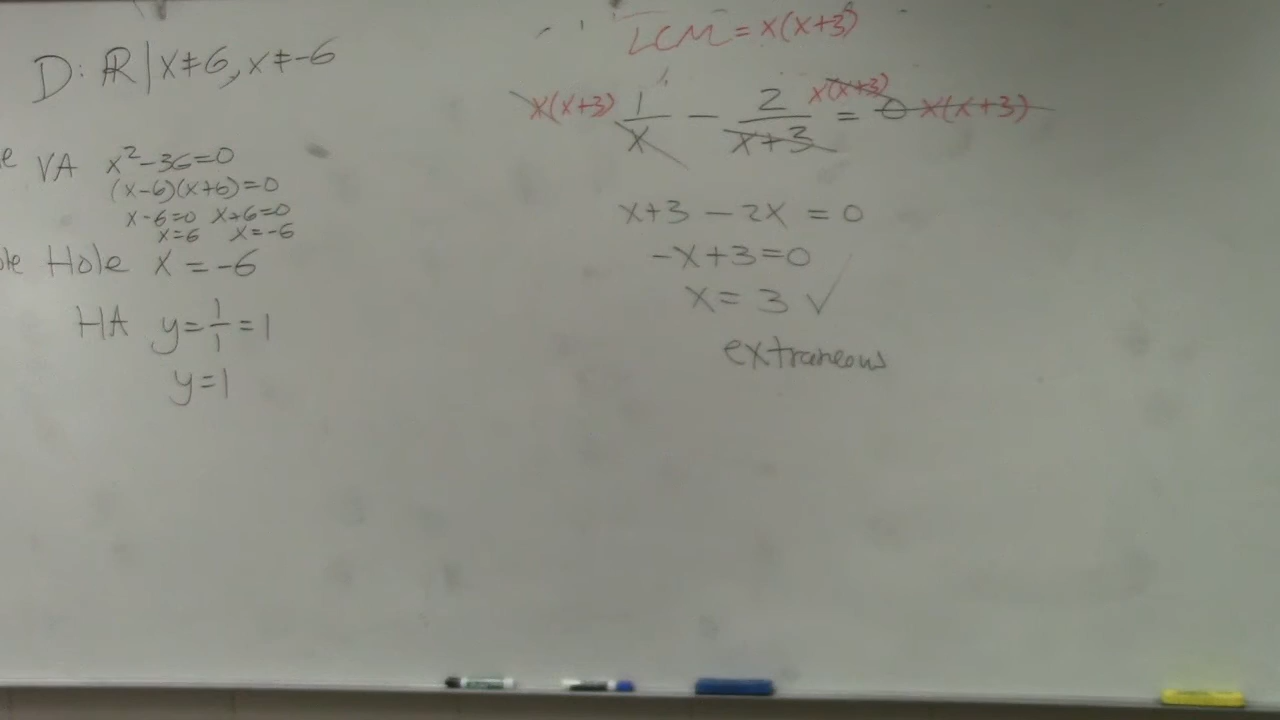 D: ℝ | x≠6, x≠-6
VA x²-36=0
(x-6)(x+6)=0
x-6=0 x+6=0
x=6 x=-6
Hole x=-6
HA y=1/1=1
y=1
LCM=x(x+3)
x(x+3) 1/x - 2/(x+3) x(x+3) = 0 x(x+3)
x+3-2x=0
-x+3=0
x=3 ✓
extraneous